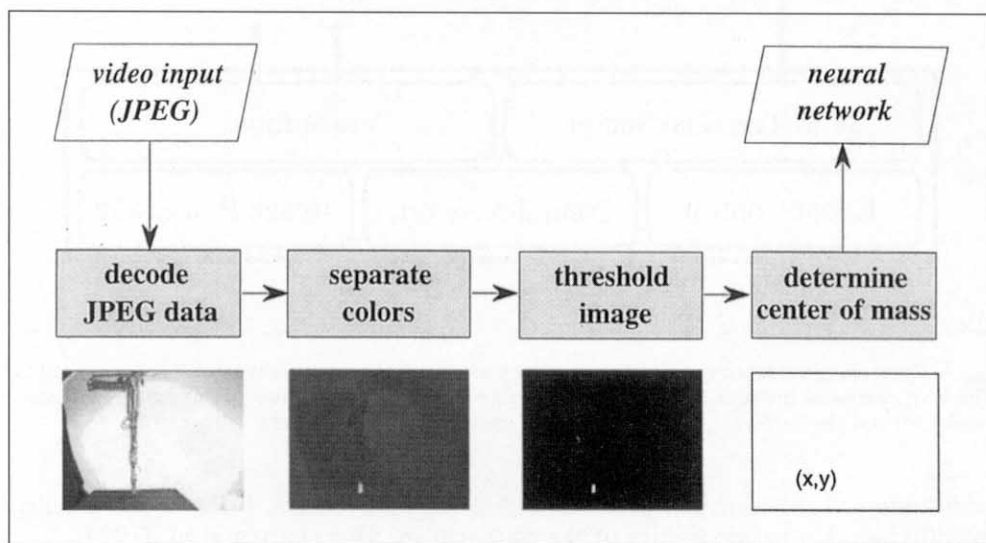 video input
(JPEG)
neural
network
decode
JPEG data
separate
colors
threshold
image
determine
center of mass
(x,y)